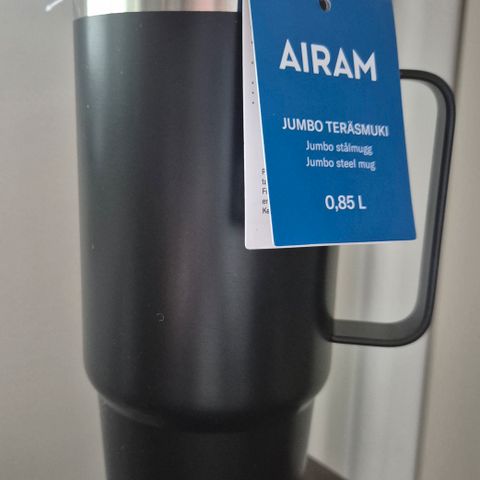 AIRAM
JUMBO TERÄSMUKI
Jumbo stålmugg
Jumbo steel mug
0,85 L